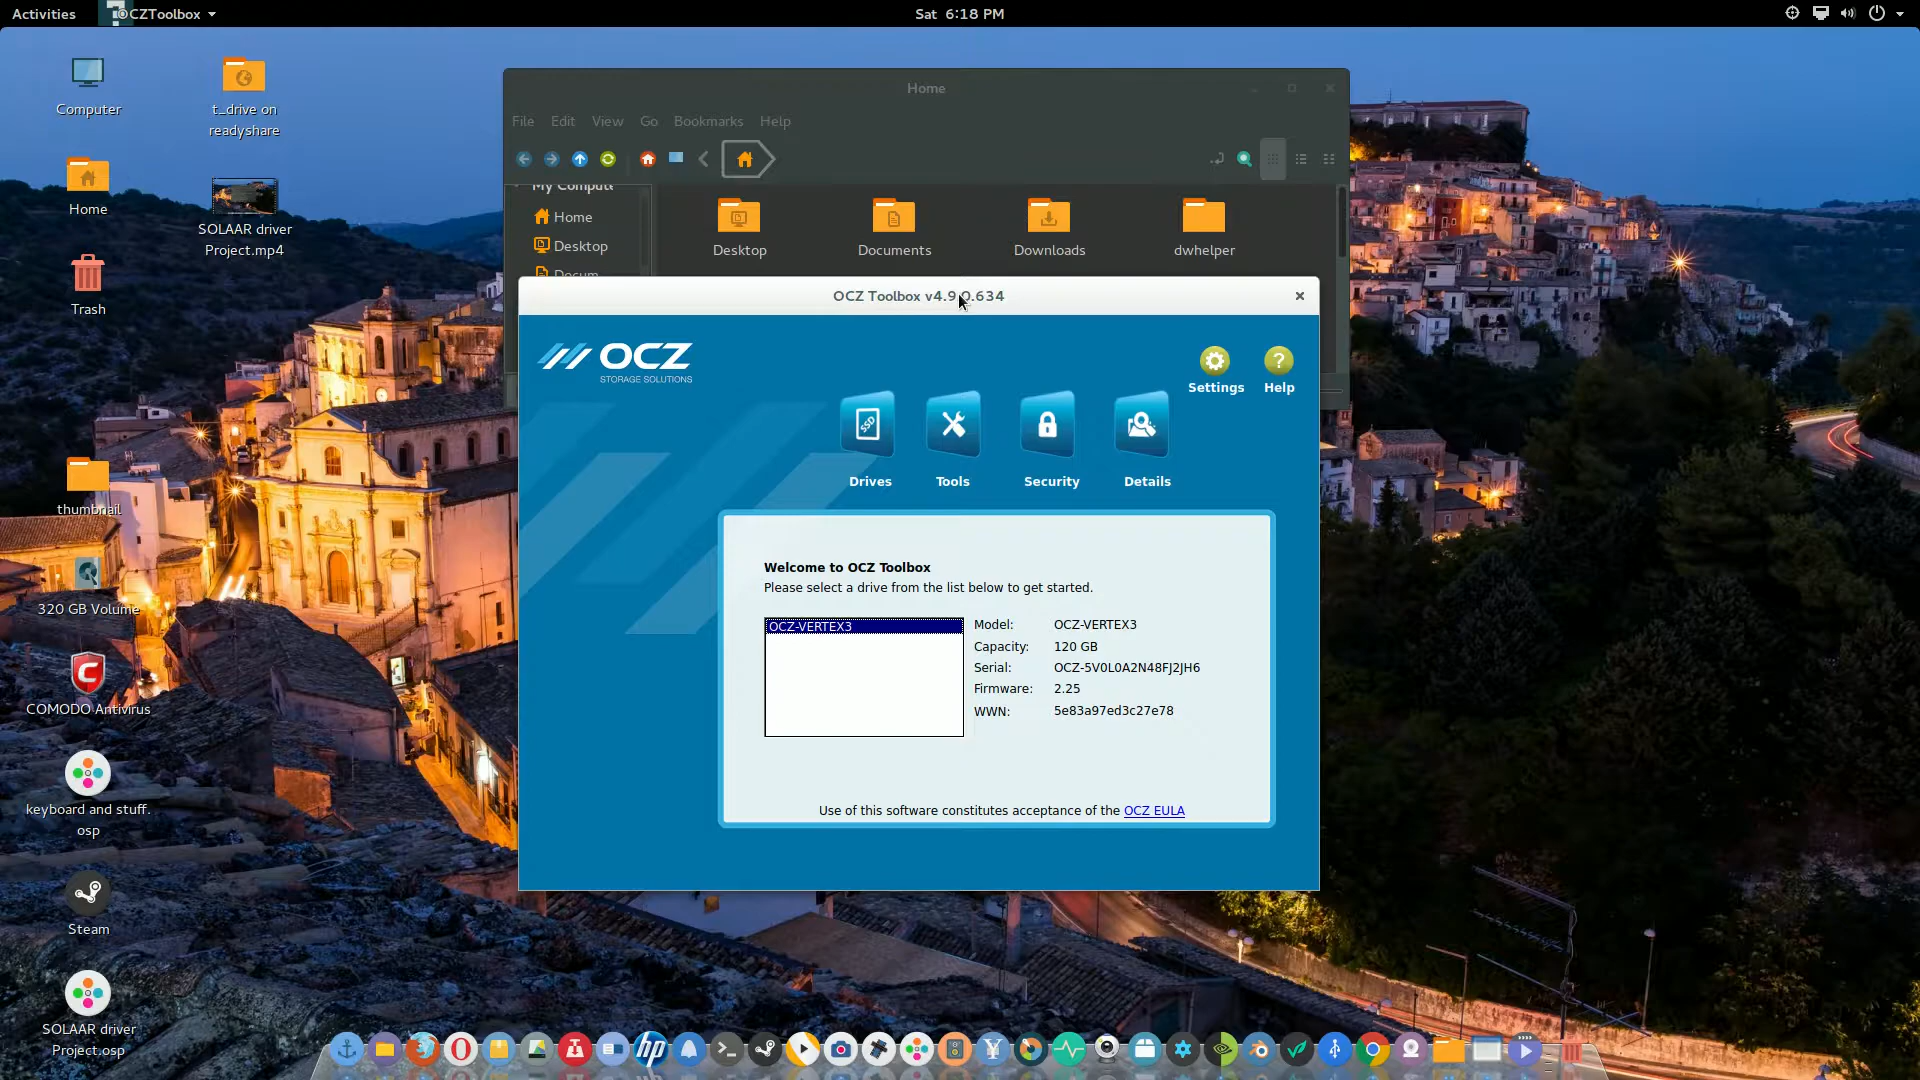 Activities
OCZToolbox
Sat 6:18 PM
Computer
t_drive on
readyshare
Home
SOLAAR driver
Project.mp4
Trash
thumbnail
320 GB Volume
COMODO Antivirus
keyboard and stuff.
osp
Steam
SOLAAR driver
Project.osp
Home
File Edit View Go Bookmarks Help
My Comput
Home
Desktop
Docum
Desktop
Documents
Downloads
dwhelper
OCZ Toolbox v4.9.0.634
OCZ
STORAGE SOLUTIONS
Settings
Help
Drives
Tools
Security
Details
Welcome to OCZ Toolbox
Please select a drive from the list below to get started.
OCZ-VERTEX3
Model: OCZ-VERTEX3
Capacity: 120 GB
Serial: OCZ-5V0L0A2N48FJ2JH6
Firmware: 2.25
WWN: 5e83a97ed3c27e78
Use of this software constitutes acceptance of the OCZ EULA
hp